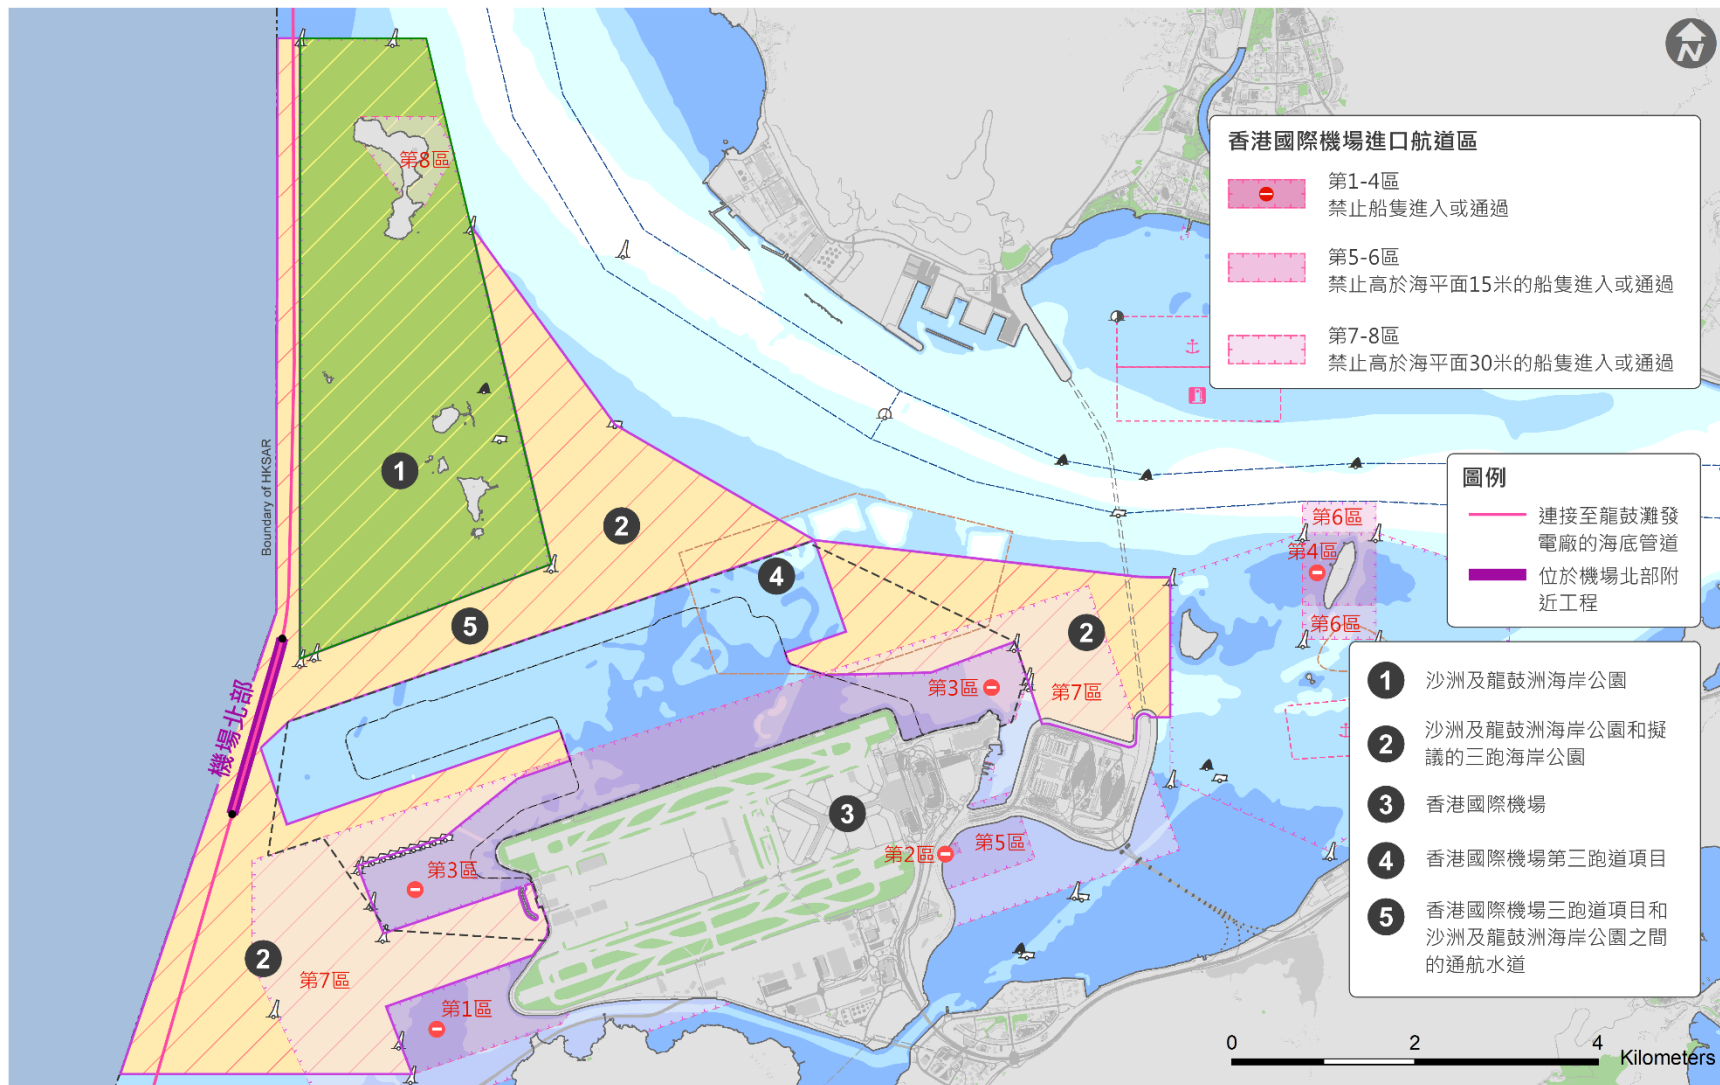 N
香港國際機場進口航道區
第1-4區
禁止船隻進入或通過
第5-6區
禁止高於海平面15米的船隻進入或通過
第7-8區
禁止高於海平面30米的船隻進入或通過
第8區
圖例
連接至龍鼓灘發
電廠的海底管道
位於機場北部附
近工程
1
沙洲及龍鼓洲海岸公園
2
沙洲及龍鼓洲海岸公園和擬
議的三跑海岸公園
3
香港國際機場
4
香港國際機場第三跑道項目
5
香港國際機場三跑道項目和
沙洲及龍鼓洲海岸公園之間
的通航水道
Boundary of HKSAR
1
2
第6區
第4區
4
第6區
5
2
第3區
第7區
機場北部
3
第2區
第5區
第3區
2
第7區
第1區
0
2
4
Kilometers